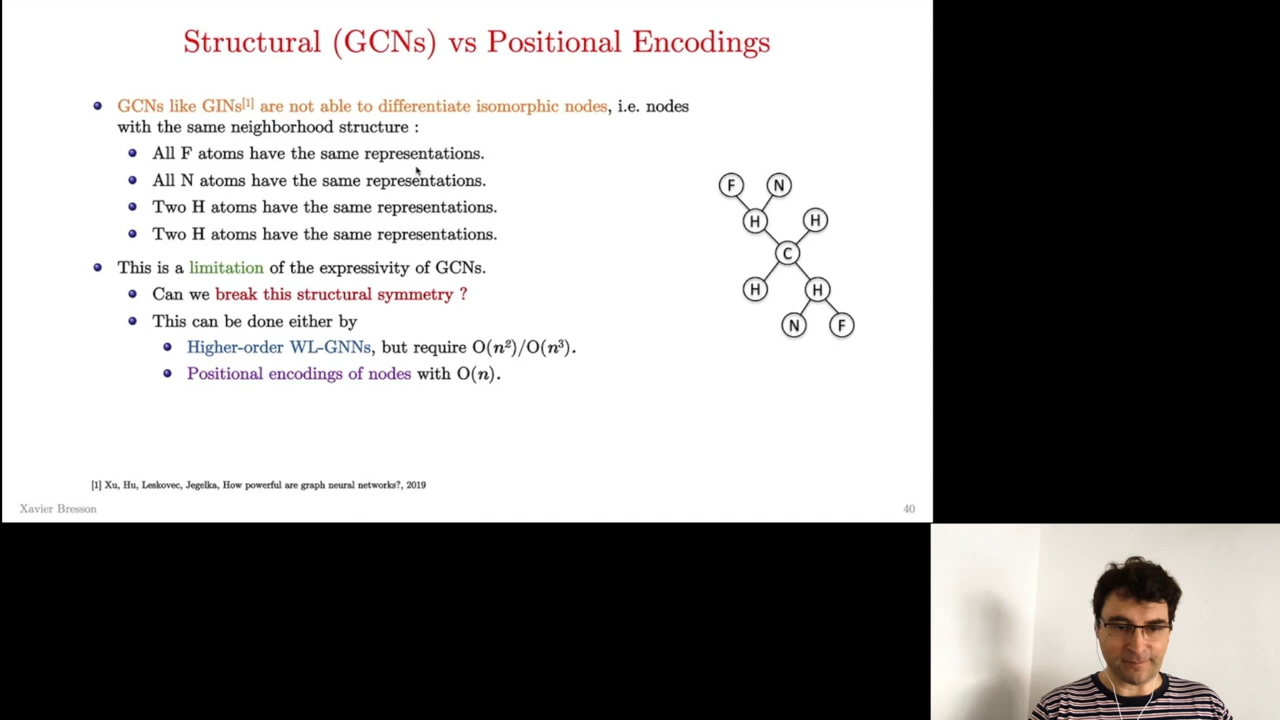 Structural (GCNs) vs Positional Encodings
GCNs like GINs[1] are not able to differentiate isomorphic nodes, i.e. nodes
with the same neighborhood structure :
All F atoms have the same representations.
All N atoms have the same representations.
Two H atoms have the same representations.
Two H atoms have the same representations.
This is a limitation of the expressivity of GCNs.
Can we break this structural symmetry ?
This can be done either by
Higher-order WL-GNNs, but require O(n²)/O(n³).
Positional encodings of nodes with O(n).
F N
H H
C
H H
N F
[1] Xu, Hu, Leskovec, Jegelka, How powerful are graph neural networks?, 2019
Xavier Bresson 40